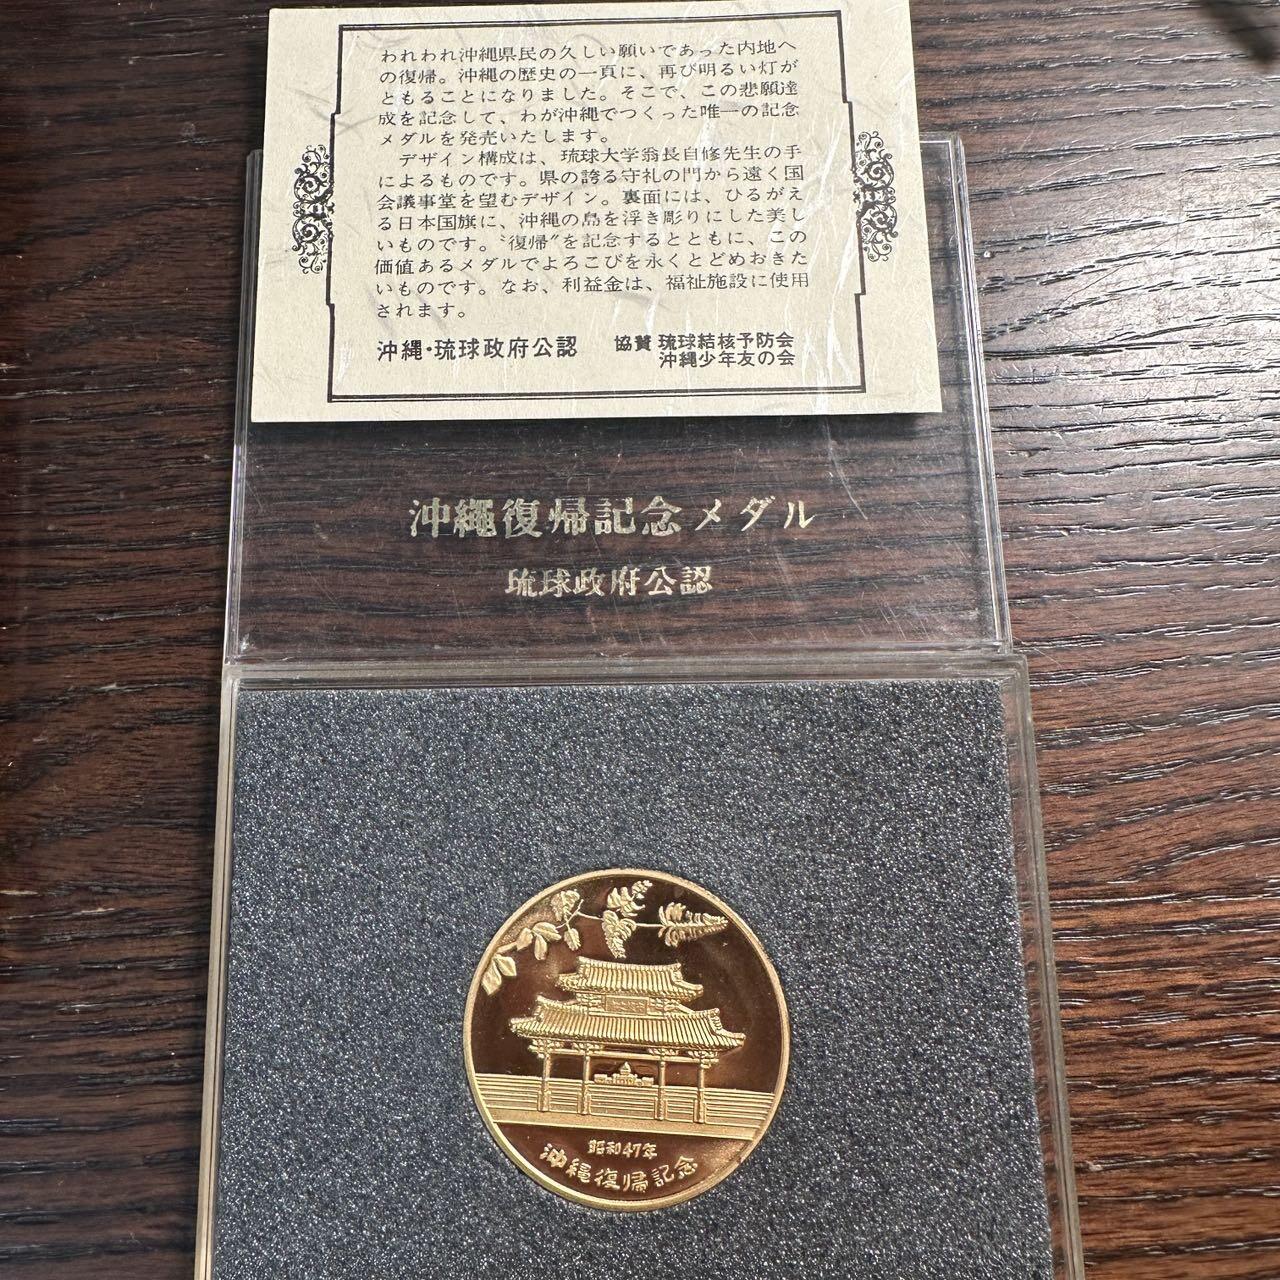 われわれ沖縄県民の久しい願いであった内地へ
の復帰。沖縄の歴史の一頁に、再び明るい灯が
ともることになりました。そこで、この悲願達
成を記念して、わが沖縄でつくった唯一の記念
メダルを発売いたします。
デザイン構成は、琉球大学翁長自修先生の手
によるものです。県の誇る守礼の門から遠く国
会議事堂を望むデザイン。裏面には、ひるがえ
る日本国旗に、沖縄の島を浮き彫りにした美し
いものです。〝復帰〟を記念するとともに、この
価値あるメダルでよろこびを永くとどめおきた
いものです。なお、利益金は、福祉施設に使用
されます。
沖縄・琉球政府公認 協賛 琉球結核予防会
沖縄少年友の会
沖縄復帰記念メダル
琉球政府公認
昭和47年
沖縄復帰記念